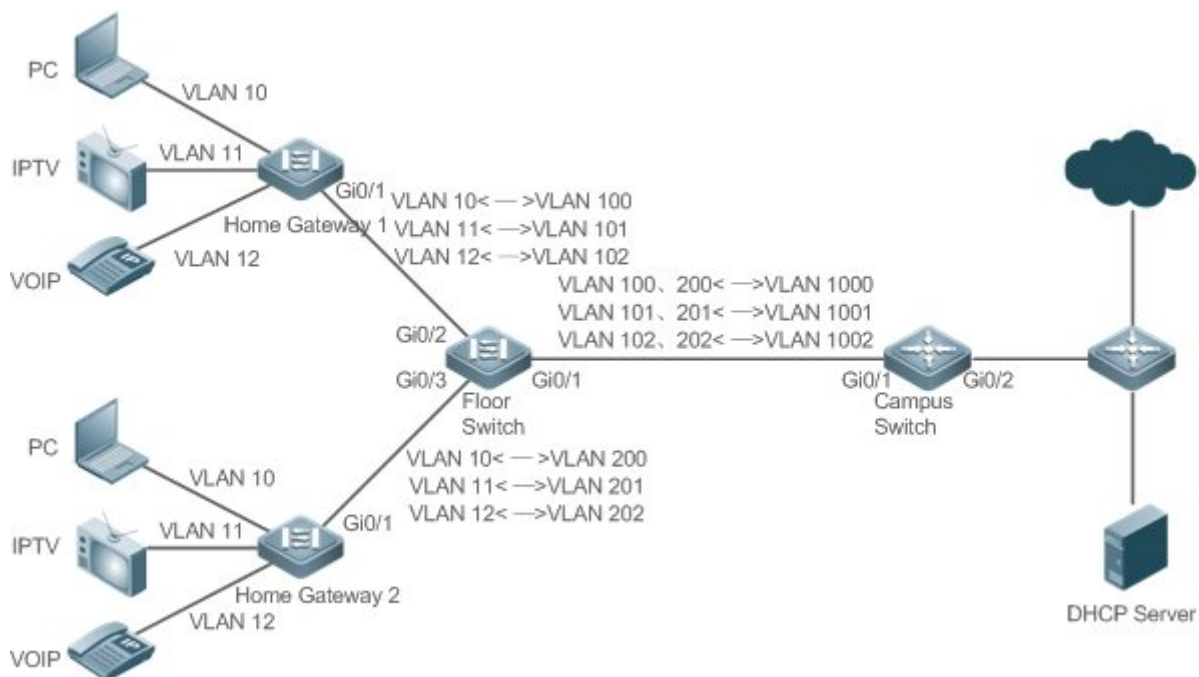 PC
VLAN 10
IPTV
VLAN 11
Gi0/1
Home Gateway 1
VOIP
VLAN 12
VLAN 10< —>VLAN 100
VLAN 11< —>VLAN 101
VLAN 12< —>VLAN 102
VLAN 100、200< —>VLAN 1000
VLAN 101、201< —>VLAN 1001
VLAN 102、202< —>VLAN 1002
Gi0/2
Gi0/3
Gi0/1
Floor
Switch
Gi0/1
Gi0/2
Campus
Switch
PC
VLAN 10
IPTV
VLAN 11
Gi0/1
Home Gateway 2
VOIP
VLAN 12
VLAN 10< —>VLAN 200
VLAN 11< —>VLAN 201
VLAN 12< —>VLAN 202
DHCP Server
IP
IP